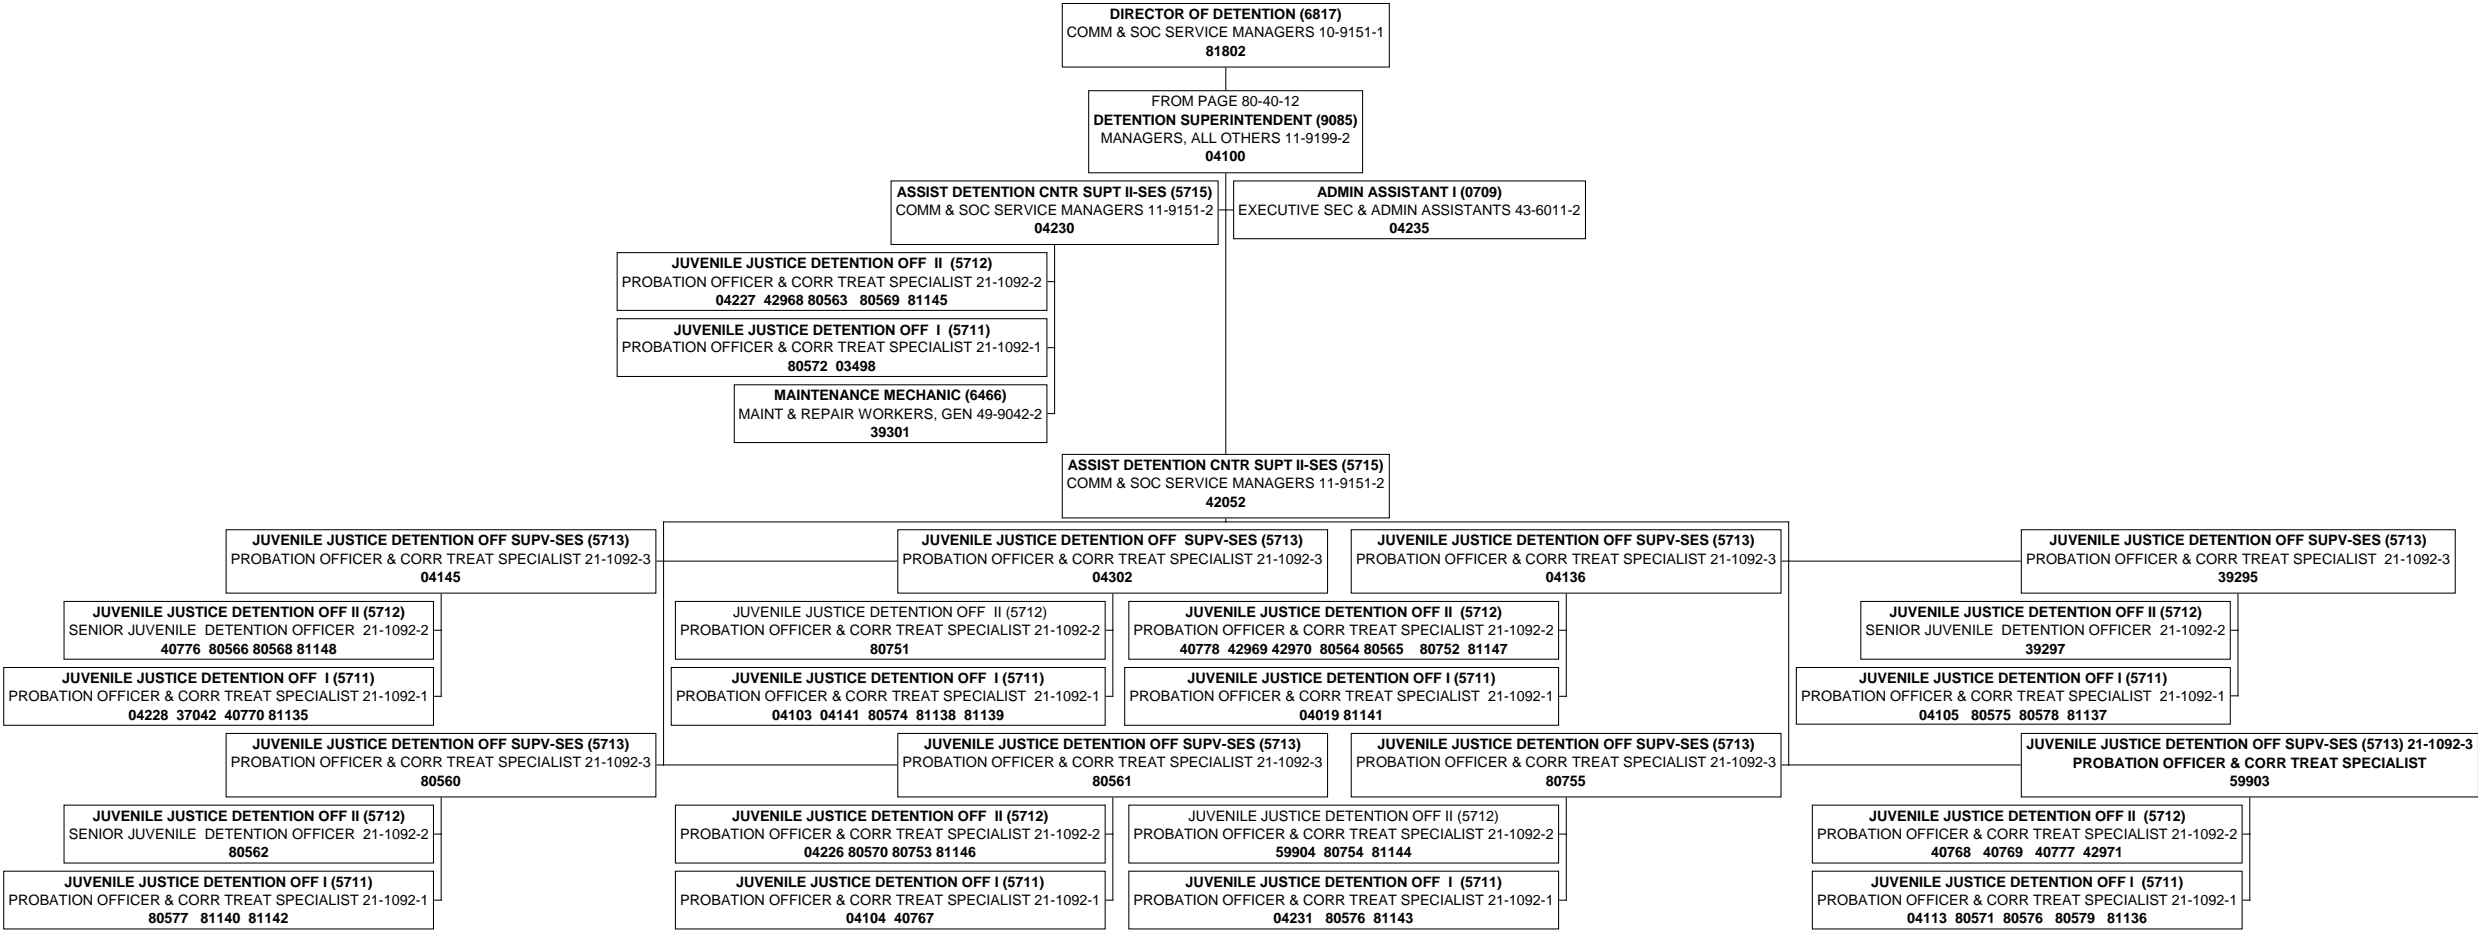 DIRECTOR OF DETENTION (6817)
COMM & SOC SERVICE MANAGERS 10-9151-1
81802
FROM PAGE 80-40-12
DETENTION SUPERINTENDENT (9085)
MANAGERS, ALL OTHERS 11-9199-2
04100
ASSIST DETENTION CNTR SUPT II-SES (5715)
COMM & SOC SERVICE MANAGERS 11-9151-2
04230
ADMIN ASSISTANT I (0709)
EXECUTIVE SEC & ADMIN ASSISTANTS 43-6011-2
04235
JUVENILE JUSTICE DETENTION OFF II (5712)
PROBATION OFFICER & CORR TREAT SPECIALIST 21-1092-2
04227 42968 80563 80569 81145
JUVENILE JUSTICE DETENTION OFF I (5711)
PROBATION OFFICER & CORR TREAT SPECIALIST 21-1092-1
80572 03498
MAINTENANCE MECHANIC (6466)
MAINT & REPAIR WORKERS, GEN 49-9042-2
39301
ASSIST DETENTION CNTR SUPT II-SES (5715)
COMM & SOC SERVICE MANAGERS 11-9151-2
42052
JUVENILE JUSTICE DETENTION OFF SUPV-SES (5713)
PROBATION OFFICER & CORR TREAT SPECIALIST 21-1092-3
04145
JUVENILE JUSTICE DETENTION OFF SUPV-SES (5713)
PROBATION OFFICER & CORR TREAT SPECIALIST 21-1092-3
04302
JUVENILE JUSTICE DETENTION OFF SUPV-SES (5713)
PROBATION OFFICER & CORR TREAT SPECIALIST 21-1092-3
04136
JUVENILE JUSTICE DETENTION OFF SUPV-SES (5713)
PROBATION OFFICER & CORR TREAT SPECIALIST 21-1092-3
39295
JUVENILE JUSTICE DETENTION OFF II (5712)
SENIOR JUVENILE DETENTION OFFICER 21-1092-2
40776 80566 80568 81148
JUVENILE JUSTICE DETENTION OFF II (5712)
PROBATION OFFICER & CORR TREAT SPECIALIST 21-1092-2
80751
JUVENILE JUSTICE DETENTION OFF II (5712)
PROBATION OFFICER & CORR TREAT SPECIALIST 21-1092-2
40778 42969 42970 80564 80565 80752 81147
JUVENILE JUSTICE DETENTION OFF II (5712)
SENIOR JUVENILE DETENTION OFFICER 21-1092-2
39297
JUVENILE JUSTICE DETENTION OFF I (5711)
PROBATION OFFICER & CORR TREAT SPECIALIST 21-1092-1
04228 37042 40770 81135
JUVENILE JUSTICE DETENTION OFF I (5711)
PROBATION OFFICER & CORR TREAT SPECIALIST 21-1092-1
04103 04141 80574 81138 81139
JUVENILE JUSTICE DETENTION OFF I (5711)
PROBATION OFFICER & CORR TREAT SPECIALIST 21-1092-1
04019 81141
JUVENILE JUSTICE DETENTION OFF I (5711)
PROBATION OFFICER & CORR TREAT SPECIALIST 21-1092-1
04105 80575 80578 81137
JUVENILE JUSTICE DETENTION OFF SUPV-SES (5713)
PROBATION OFFICER & CORR TREAT SPECIALIST 21-1092-3
80560
JUVENILE JUSTICE DETENTION OFF SUPV-SES (5713)
PROBATION OFFICER & CORR TREAT SPECIALIST 21-1092-3
80561
JUVENILE JUSTICE DETENTION OFF SUPV-SES (5713)
PROBATION OFFICER & CORR TREAT SPECIALIST 21-1092-3
80755
JUVENILE JUSTICE DETENTION OFF SUPV-SES (5713) 21-1092-3
PROBATION OFFICER & CORR TREAT SPECIALIST
59903
JUVENILE JUSTICE DETENTION OFF II (5712)
SENIOR JUVENILE DETENTION OFFICER 21-1092-2
80562
JUVENILE JUSTICE DETENTION OFF II (5712)
PROBATION OFFICER & CORR TREAT SPECIALIST 21-1092-2
04226 80570 80753 81146
JUVENILE JUSTICE DETENTION OFF II (5712)
PROBATION OFFICER & CORR TREAT SPECIALIST 21-1092-2
59904 80754 81144
JUVENILE JUSTICE DETENTION OFF II (5712)
PROBATION OFFICER & CORR TREAT SPECIALIST 21-1092-2
40768 40769 40777 42971
JUVENILE JUSTICE DETENTION OFF I (5711)
PROBATION OFFICER & CORR TREAT SPECIALIST 21-1092-1
80577 81140 81142
JUVENILE JUSTICE DETENTION OFF I (5711)
PROBATION OFFICER & CORR TREAT SPECIALIST 21-1092-1
04104 40767
JUVENILE JUSTICE DETENTION OFF I (5711)
PROBATION OFFICER & CORR TREAT SPECIALIST 21-1092-1
04231 80576 81143
JUVENILE JUSTICE DETENTION OFF I (5711)
PROBATION OFFICER & CORR TREAT SPECIALIST 21-1092-1
04113 80571 80576 80579 81136